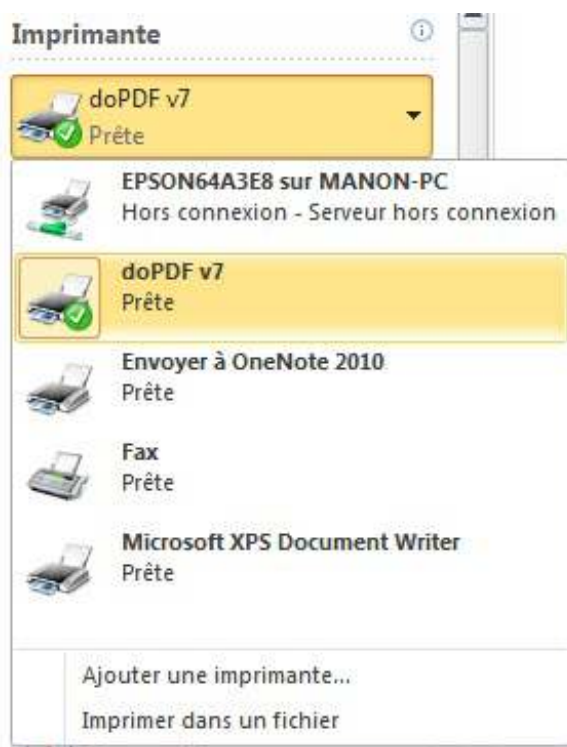 Imprimante
doPDF v7
Prête
EPSON64A3E8 sur MANON-PC
Hors connexion - Serveur hors connexion
doPDF v7
Prête
Envoyer à OneNote 2010
Prête
Fax
Prête
Microsoft XPS Document Writer
Prête
Ajouter une imprimante...
Imprimer dans un fichier